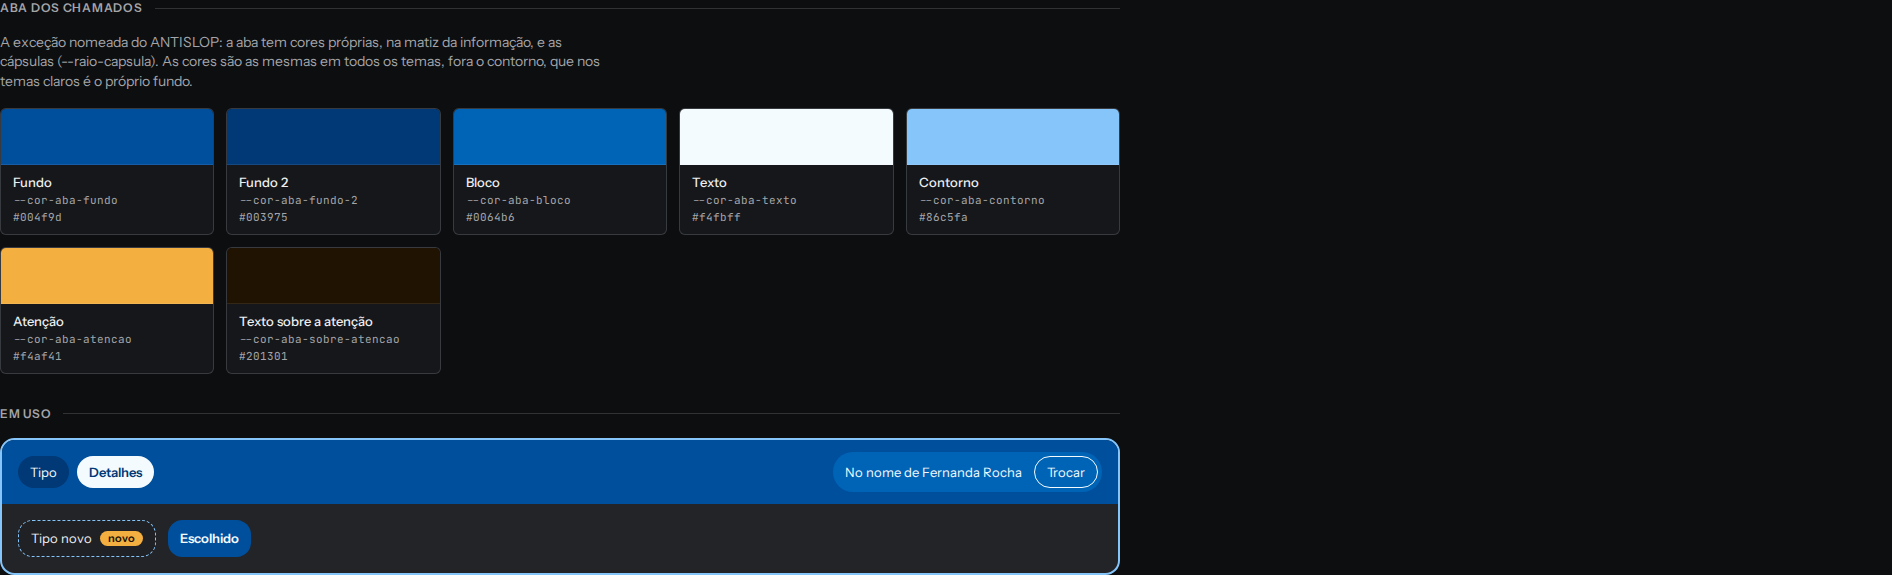 ABA DOS CHAMADOS
A exceção nomeada do ANTISLOP: a aba tem cores próprias, na matiz da informação, e as
cápsulas (--raio-capsula). As cores são as mesmas em todos os temas, fora o contorno, que nos
temas claros é o próprio fundo.
Fundo
--cor-aba-fundo
#004f9d
Fundo 2
--cor-aba-fundo-2
#003975
Bloco
--cor-aba-bloco
#0064b6
Texto
--cor-aba-texto
#f4fbff
Contorno
--cor-aba-contorno
#86c5fa
Atenção
--cor-aba-atencao
#f4af41
Texto sobre a atenção
--cor-aba-sobre-atencao
#201301
EM USO
Tipo
Detalhes
No nome de Fernanda Rocha
Trocar
Tipo novo
novo
Escolhido